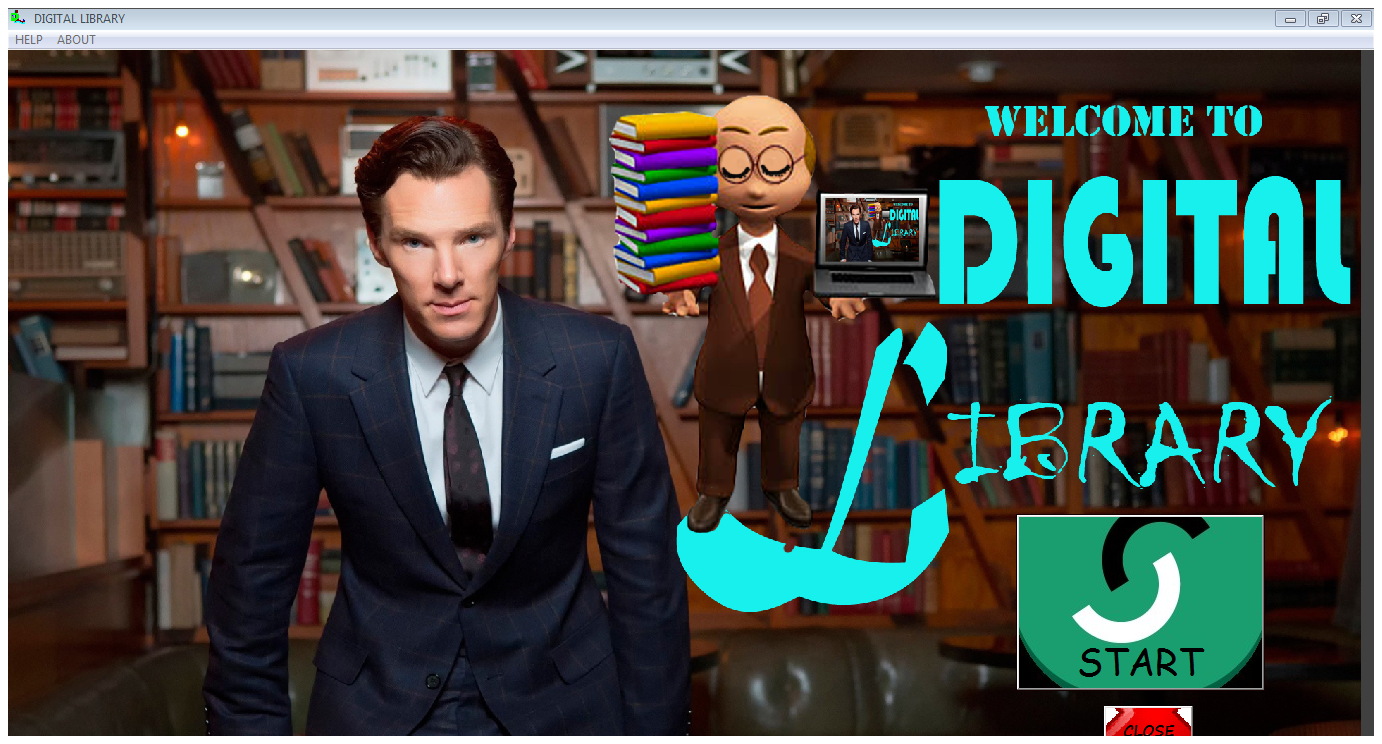 DIGITAL LIBRARY
HELP ABOUT
WELCOME TO
DIGITAL
LIBRARY
START
CLOSE